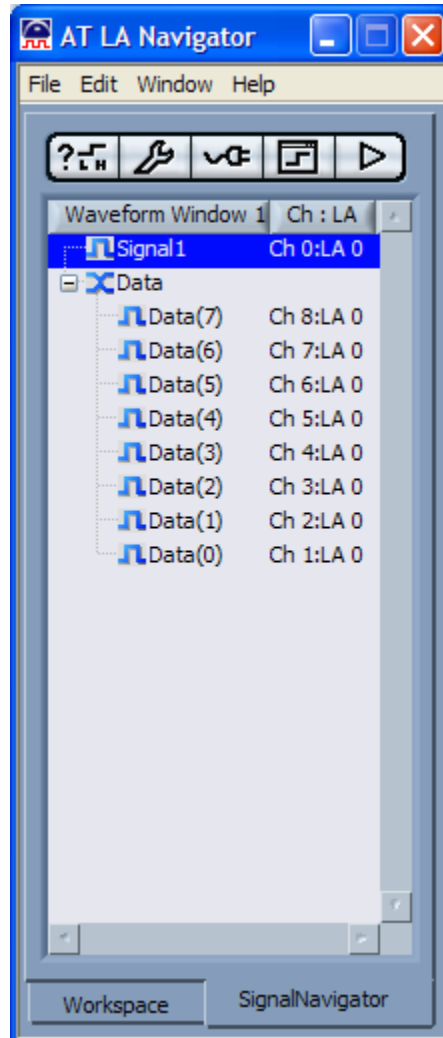 AT LA Navigator
File Edit Window Help
?LH
Waveform Window 1 Ch : LA
Signal1 Ch 0:LA 0
Data
Data(7) Ch 8:LA 0
Data(6) Ch 7:LA 0
Data(5) Ch 6:LA 0
Data(4) Ch 5:LA 0
Data(3) Ch 4:LA 0
Data(2) Ch 3:LA 0
Data(1) Ch 2:LA 0
Data(0) Ch 1:LA 0
Workspace SignalNavigator